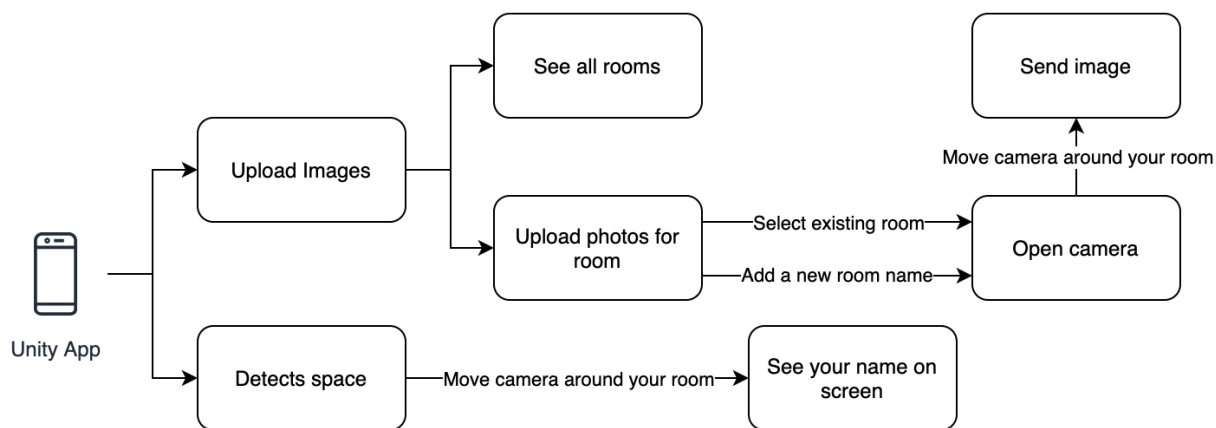 See all rooms
Send image
Upload Images
Move camera around your room
Upload photos for
room
Select existing room
Add a new room name
Open camera
Unity App
Detects space
Move camera around your room
See your name on
screen